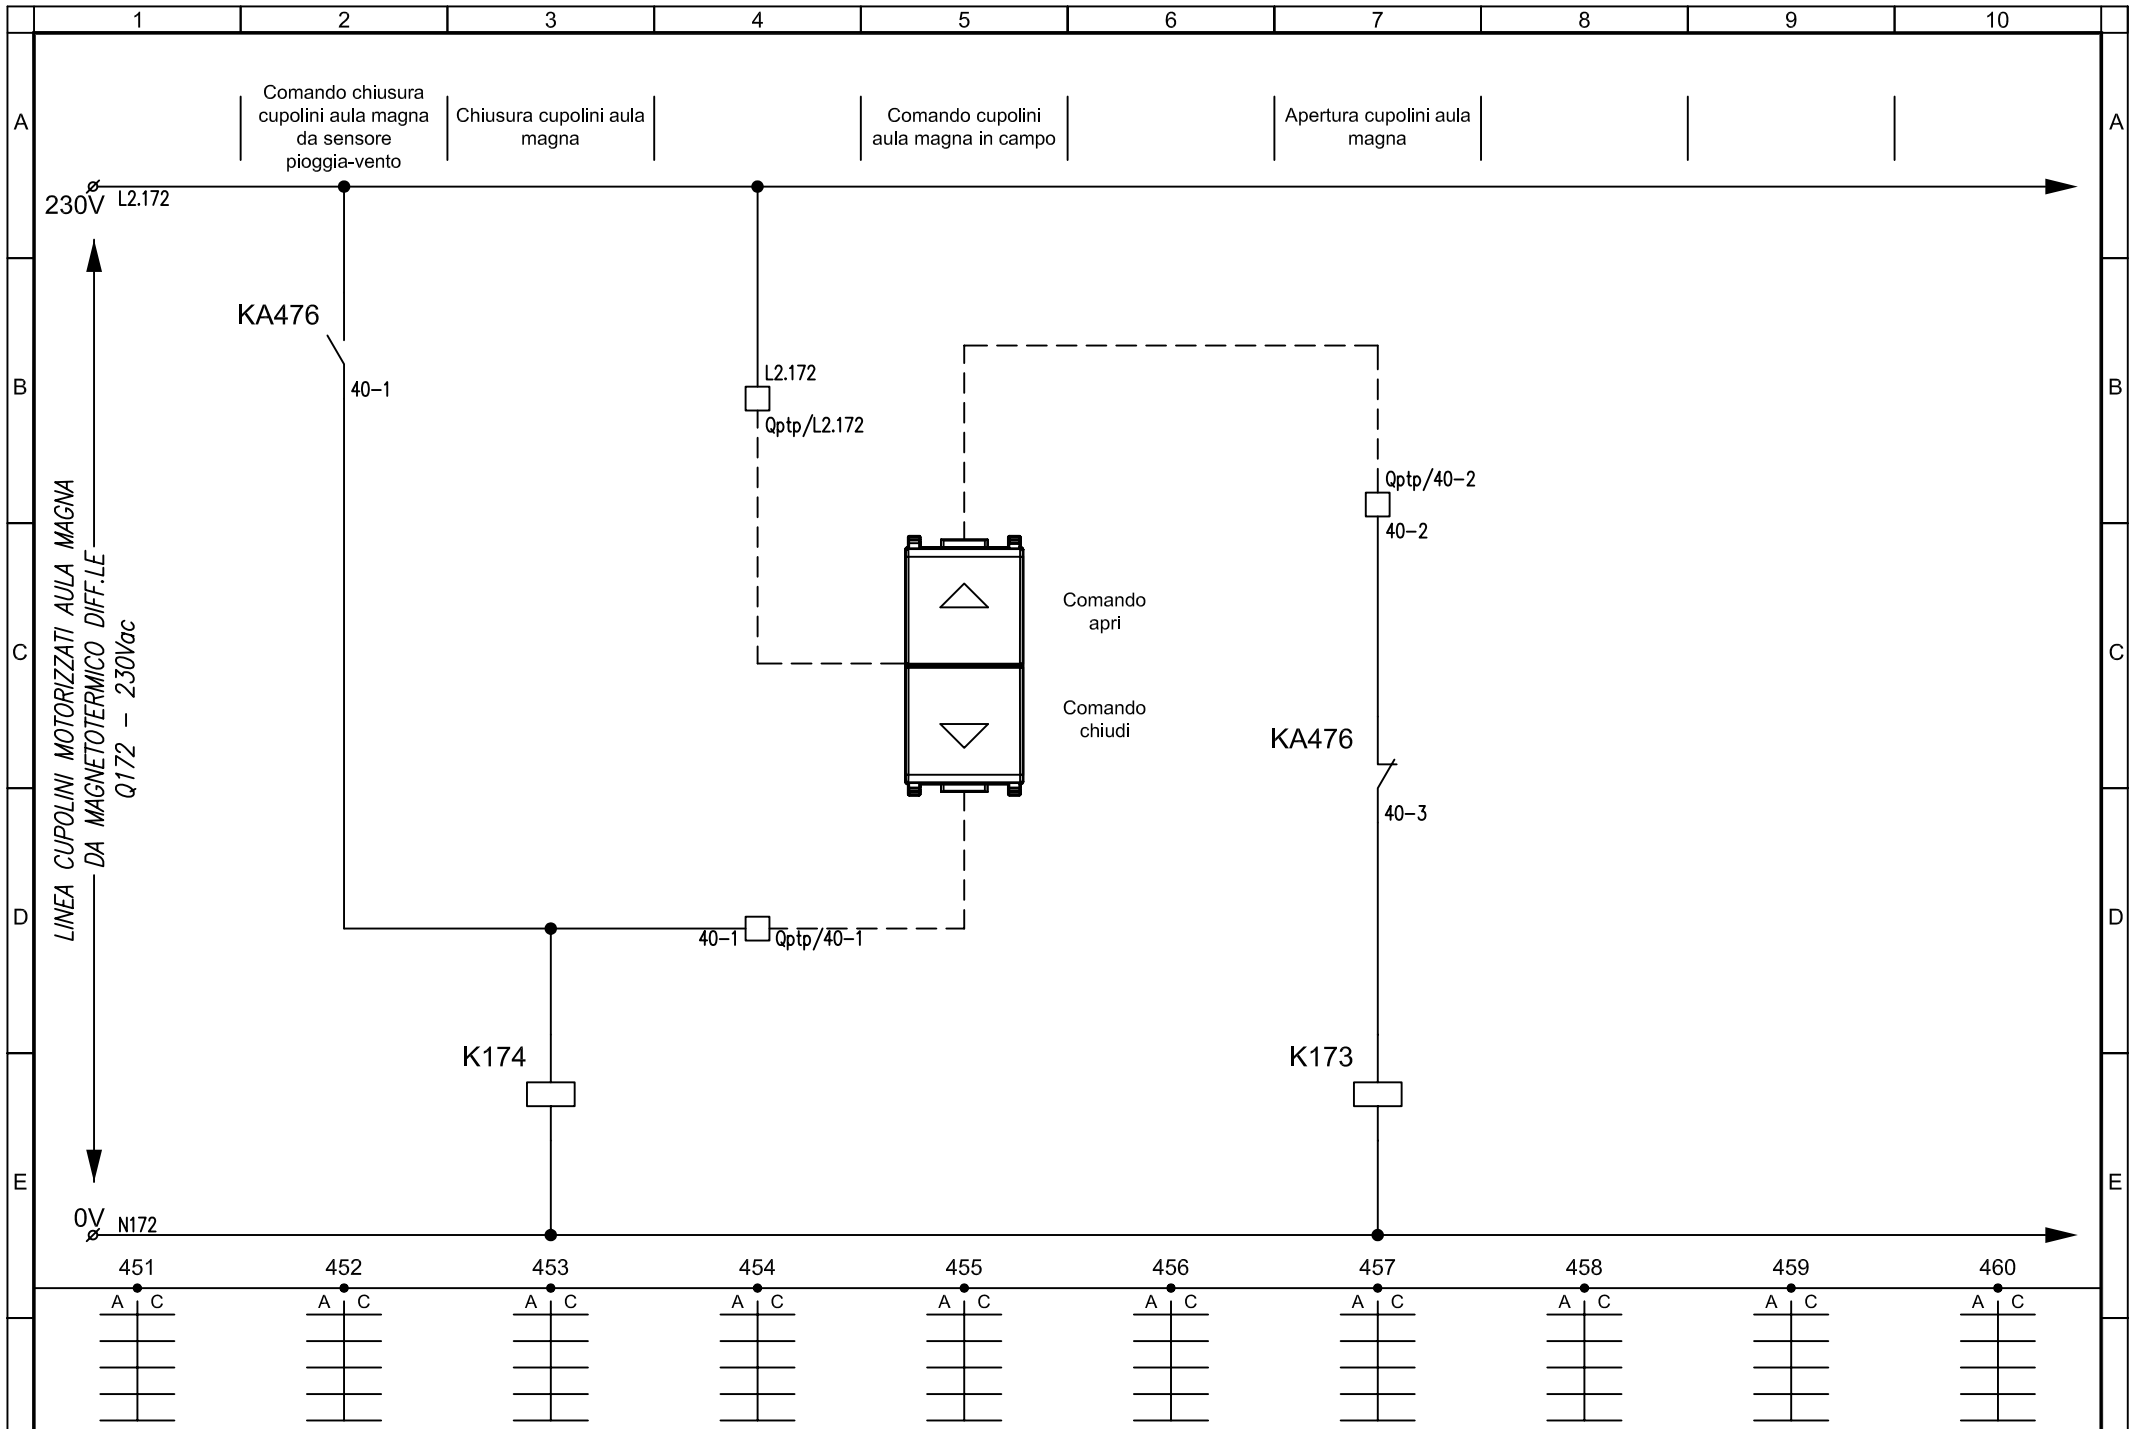 1 2 3 4 5 6 7 8 9 10
A A
Comando chiusura
cupolini aula magna
da sensore
pioggia-vento
Chiusura cupolini aula
magna
Comando cupolini
aula magna in campo
Apertura cupolini aula
magna
230V L2.172
KA476
40-1
B B
L2.172
Qptp/L2.172
Qptp/40-2
40-2
LINEA CUPOLINI MOTORIZZATI AULA MAGNA
DA MAGNETOTERMICO DIFF.LE
Q172 - 230Vac
Comando
apri
C C
Comando
chiudi
KA476
40-3
D D
40-1 Qptp/40-1
K174
K173
E E
0V N172
451 452 453 454 455 456 457 458 459 460
A C A C A C A C A C A C A C A C A C A C